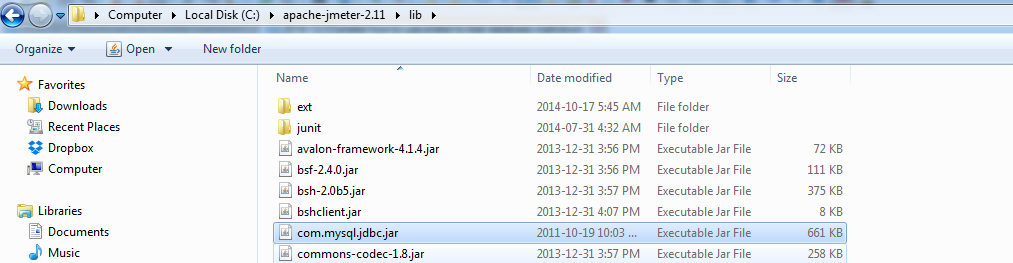 Computer Local Disk (C:) apache-jmeter-2.11 lib
Organize Open New folder
Favorites
Downloads
Recent Places
Dropbox
Computer
Libraries
Documents
Music
Name Date modified Type Size
ext 2014-10-17 5:45 AM File folder
junit 2014-07-31 4:32 AM File folder
avalon-framework-4.1.4.jar 2013-12-31 3:56 PM Executable Jar File 72 KB
bsf-2.4.0.jar 2013-12-31 3:56 PM Executable Jar File 111 KB
bsh-2.0b5.jar 2013-12-31 3:57 PM Executable Jar File 375 KB
bshclient.jar 2013-12-31 4:07 PM Executable Jar File 8 KB
com.mysql.jdbc.jar 2011-10-19 10:03 ... Executable Jar File 661 KB
commons-codec-1.8.jar 2013-12-31 3:57 PM Executable Jar File 258 KB